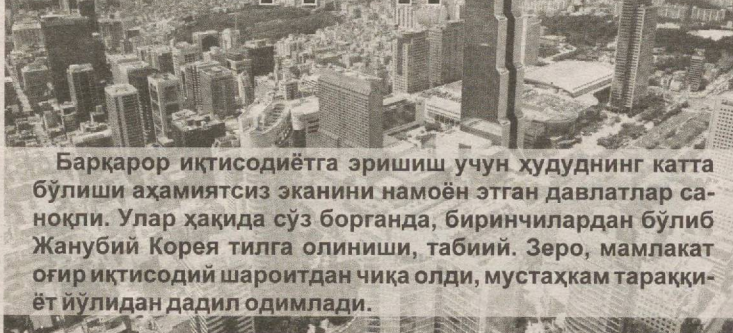 Барқарор иқтисодиётга эришиш учун ҳудуднинг катта
бўлиши аҳамиятсиз эканини намоён этган давлатлар са-
ноқли. Улар ҳақида сўз борганда, биринчилардан бўлиб
Жанубий Корея тилга олиниши, табиий. Зеро, мамлакат
оғир иқтисодий шароитдан чиқа олди, мустаҳкам тараққи-
ёт йўлидан дадил одимлади.